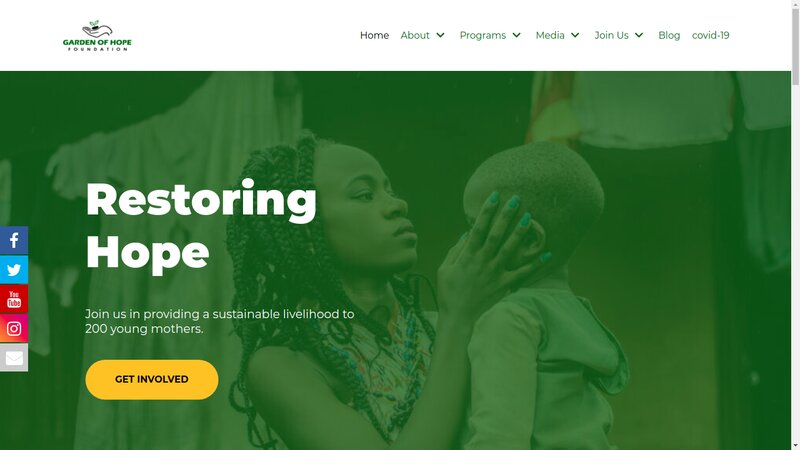 GARDEN OF HOPE
FOUNDATION
Home About Programs Media Join Us Blog covid-19
Restoring
Hope
Join us in providing a sustainable livelihood to
200 young mothers.
GET INVOLVED
You
Tube